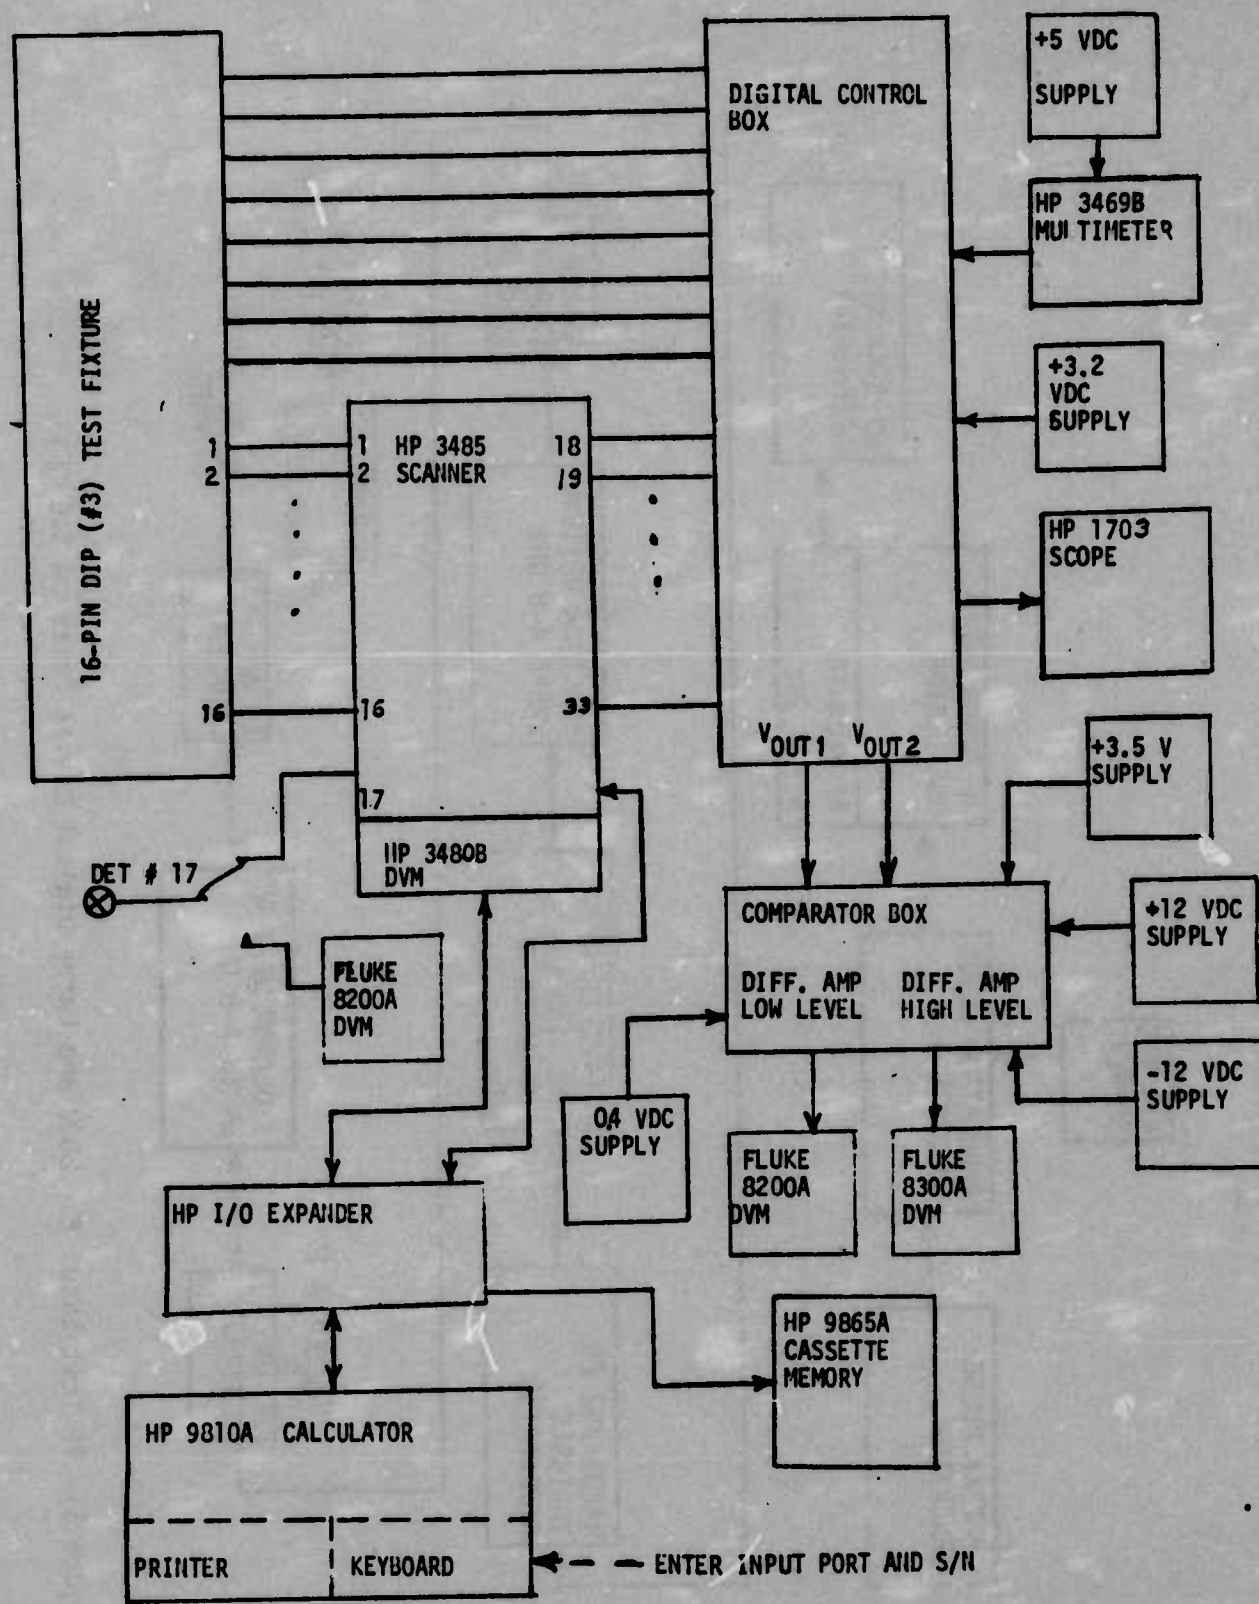 16-PIN DIP (#3) TEST FIXTURE
1
2
16
DIGITAL CONTROL
BOX
VOUT1 VOUT2
+5 VDC
SUPPLY
HP 3469B
MULTIMETER
+3.2
VDC
SUPPLY
HP 1703
SCOPE
+3.5 V
SUPPLY
1 HP 3485 18
2 SCANNER 19
16 33
17
HP 3480B
DVM
DET # 17
FLUKE
8200A
DVM
COMPARATOR BOX
DIFF. AMP
LOW LEVEL
DIFF. AMP
HIGH LEVEL
+12 VDC
SUPPLY
-12 VDC
SUPPLY
0.4 VDC
SUPPLY
FLUKE
8200A
DVM
FLUKE
8300A
DVM
HP I/O EXPANDER
HP 9865A
CASSETTE
MEMORY
HP 9810A CALCULATOR
PRINTER
KEYBOARD
ENTER INPUT PORT AND S/N